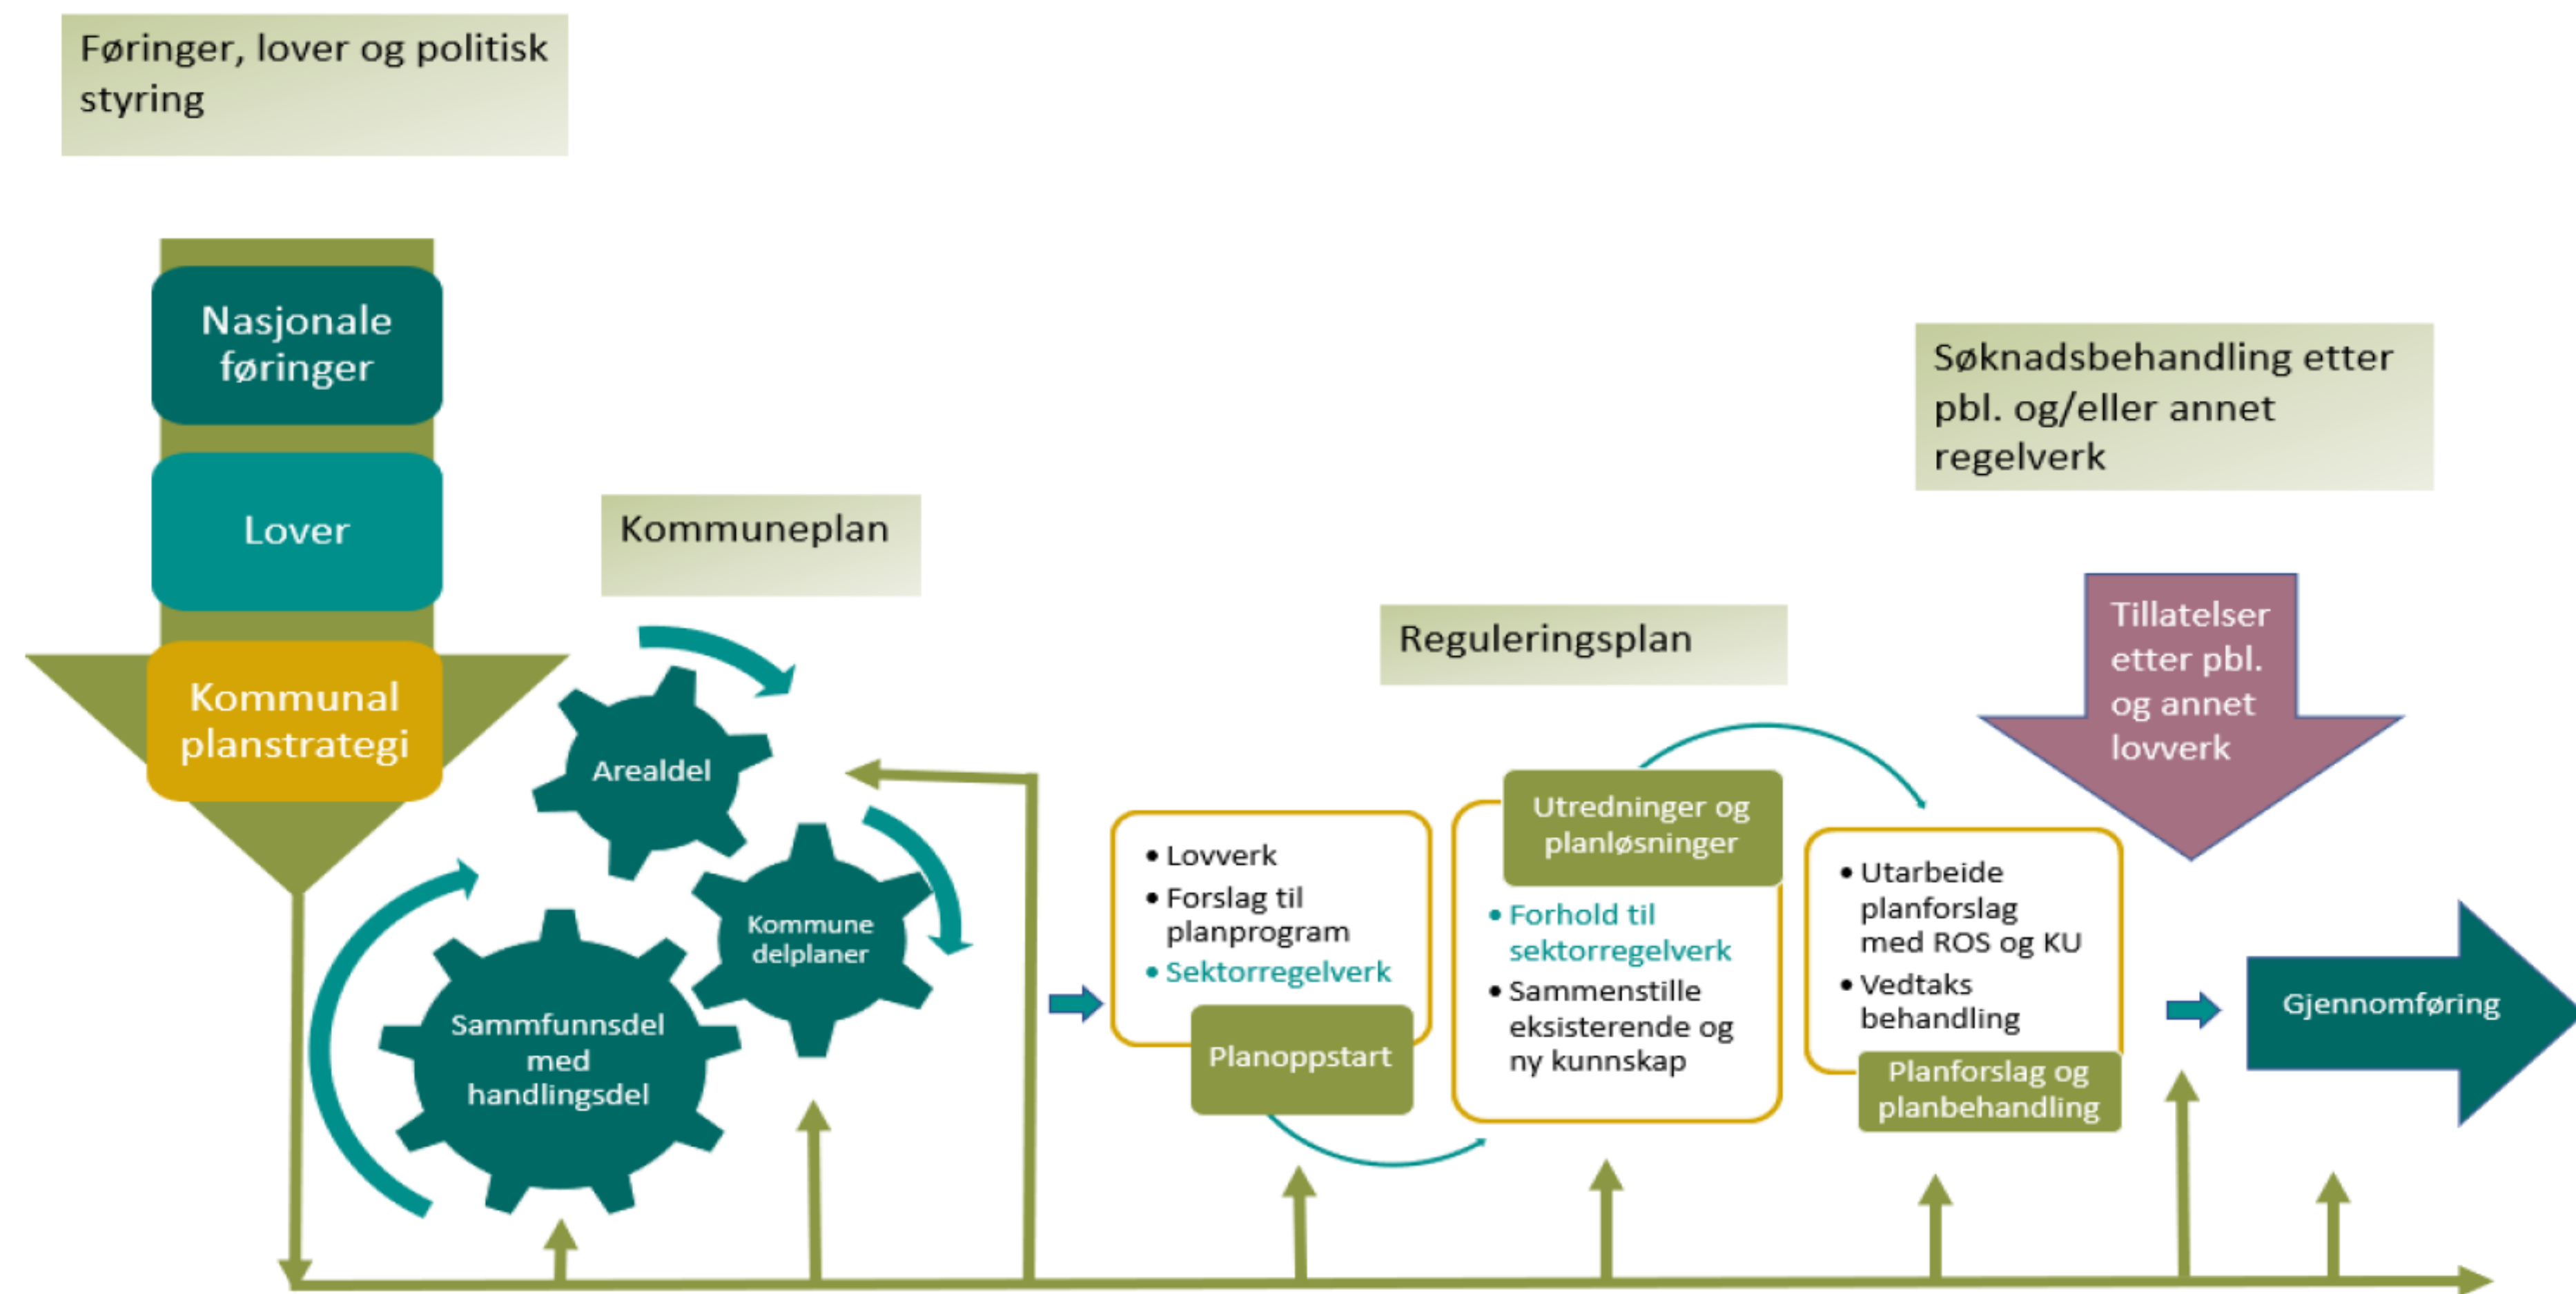 Føringer, lover og politisk
styring
Nasjonale
føringer
Lover
Kommunal
planstrategi
Kommuneplan
Arealdel
Kommune
delplaner
Sammfunnsdel
med
handlingsdel
Reguleringsplan
• Lovverk
• Forslag til
planprogram
• Sektorregelverk
Planoppstart
Utredninger og
planløsninger
• Forhold til
sektorregelverk
• Sammenstille
eksisterende og
ny kunnskap
• Utarbeide
planforslag
med ROS og KU
• Vedtaks
behandling
Planforslag og
planbehandling
Søknadsbehandling etter
pbl. og/eller annet
regelverk
Tillatelser
etter pbl.
og annet
lovverk
Gjennomføring